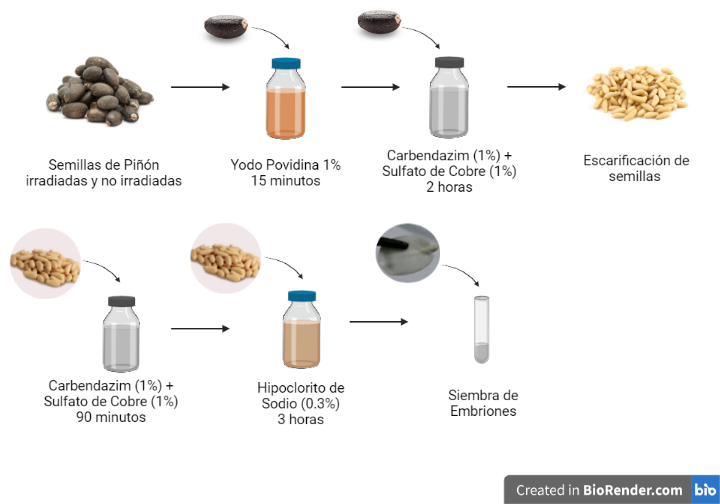 Semillas de Piñón
irradiadas y no irradiadas
Yodo Povidina 1%
15 minutos
Carbendazim (1%) +
Sulfato de Cobre (1%)
2 horas
Escarificación de
semillas
Carbendazim (1%) +
Sulfato de Cobre (1%)
90 minutos
Hipoclorito de
Sodio (0.3%)
3 horas
Siembra de
Embriones
Created in BioRender.com bio